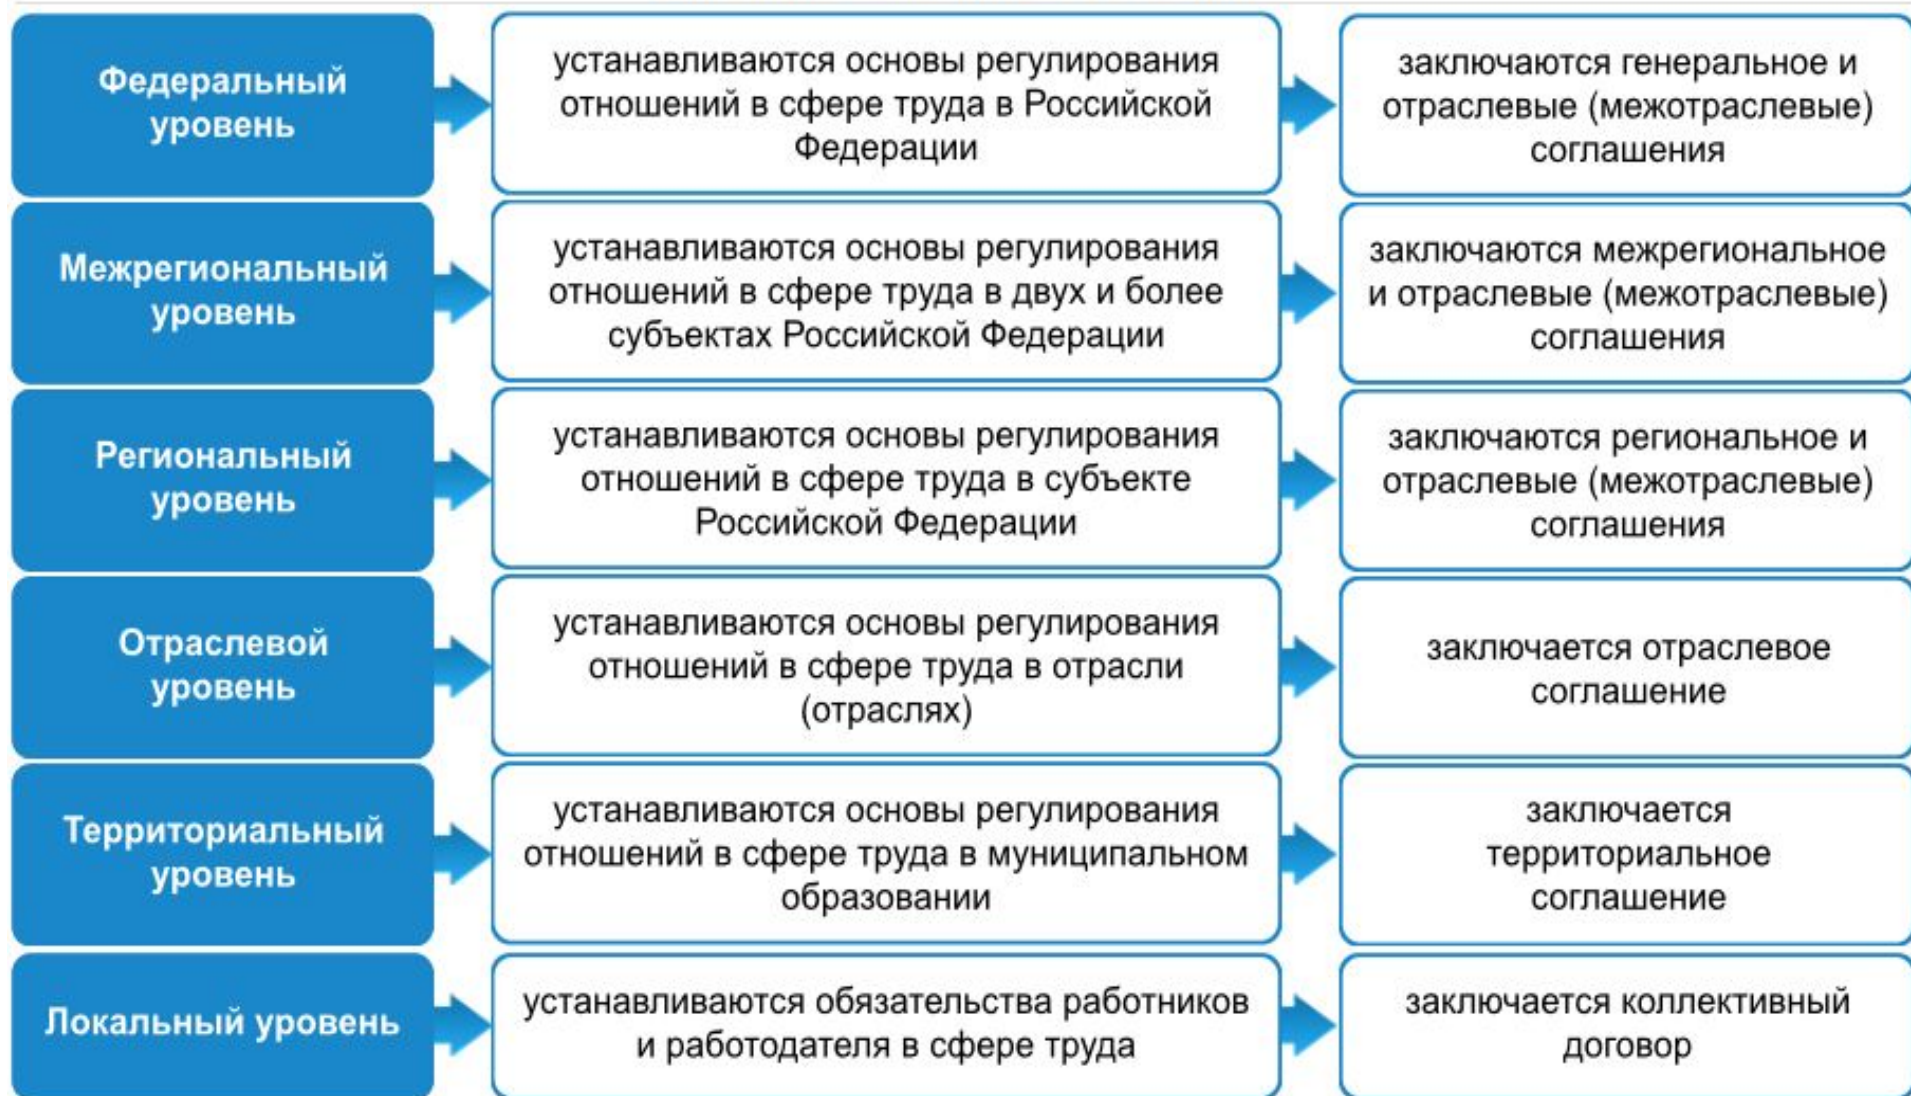 Федеральный
уровень
устанавливаются основы регулирования
отношений в сфере труда в Российской
Федерации
заключаются генеральное и
отраслевые (межотраслевые)
соглашения
Межрегиональный
уровень
устанавливаются основы регулирования
отношений в сфере труда в двух и более
субъектах Российской Федерации
заключаются межрегиональное
и отраслевые (межотраслевые)
соглашения
Региональный
уровень
устанавливаются основы регулирования
отношений в сфере труда в субъекте
Российской Федерации
заключаются региональное и
отраслевые (межотраслевые)
соглашения
Отраслевой
уровень
устанавливаются основы регулирования
отношений в сфере труда в отрасли
(отраслях)
заключается отраслевое
соглашение
Территориальный
уровень
устанавливаются основы регулирования
отношений в сфере труда в муниципальном
образовании
заключается
территориальное
соглашение
Локальный уровень
устанавливаются обязательства работников
и работодателя в сфере труда
заключается коллективный
договор